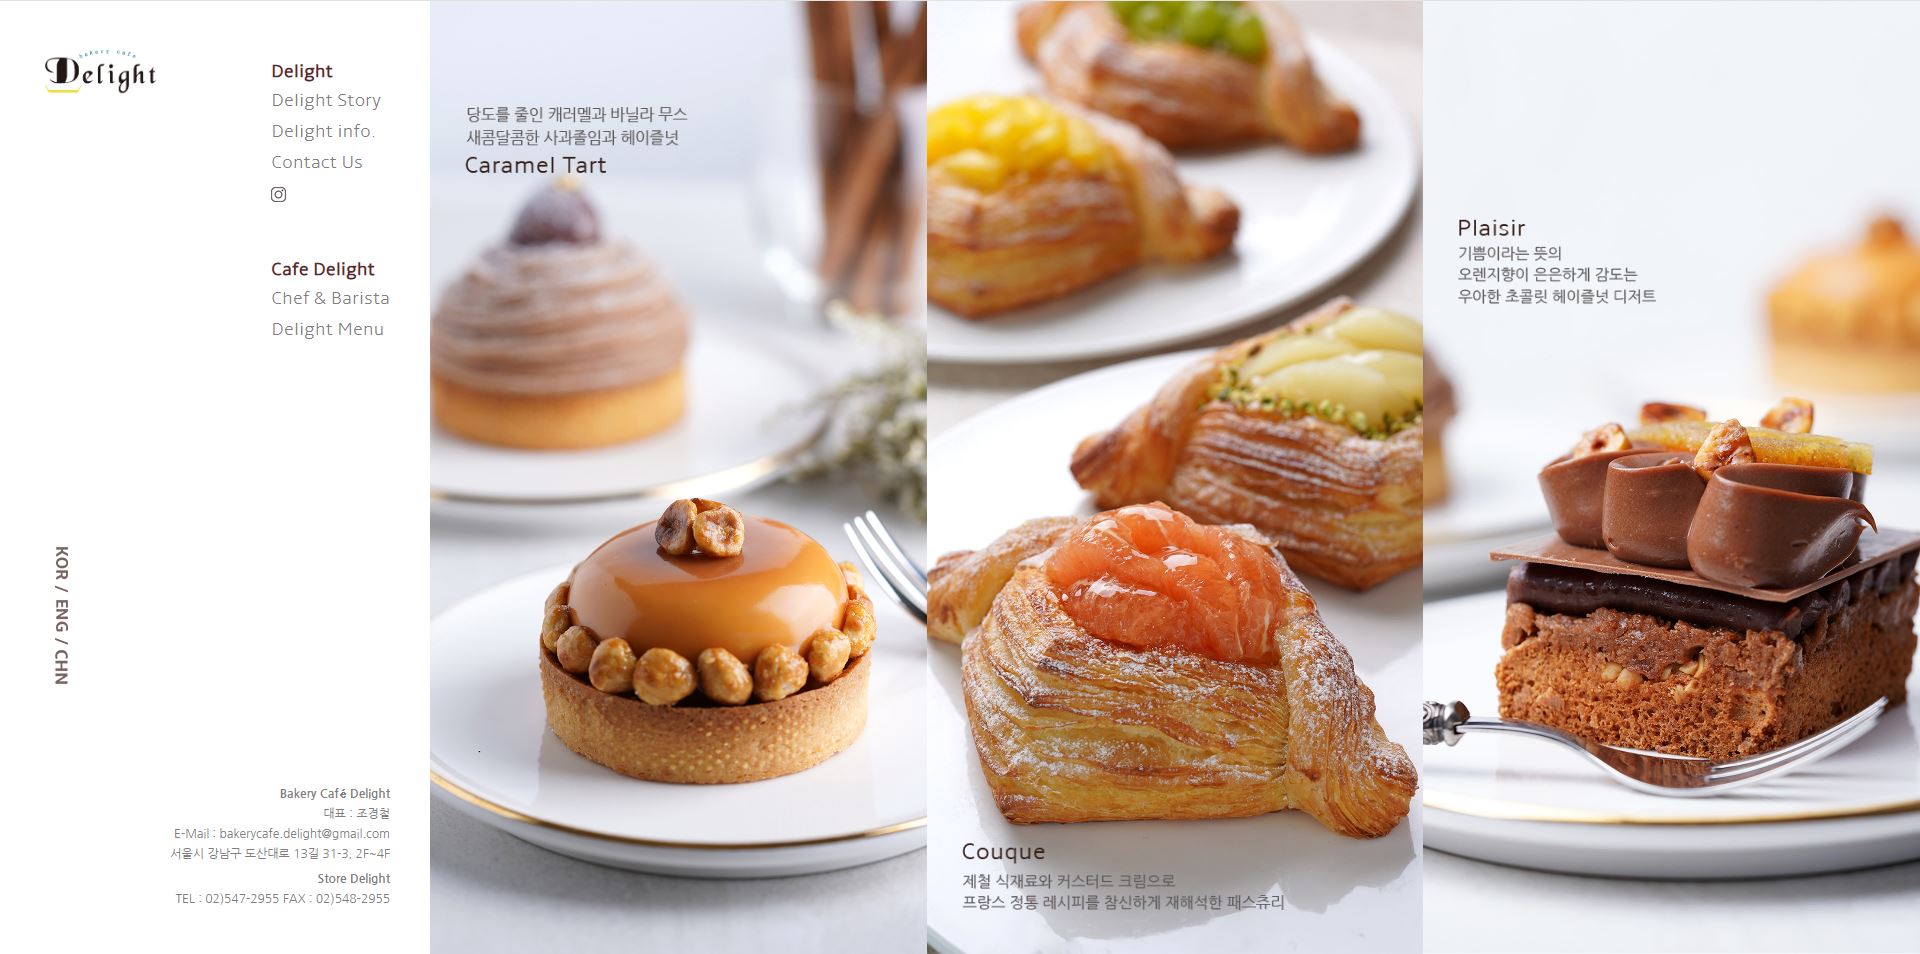 bakery cafe
Delight
Delight
Delight Story
Delight info.
Contact Us
Cafe Delight
Chef & Barista
Delight Menu
KOR / ENG / CHN
Bakery Café Delight
대표 : 조경철
E-Mail : bakerycafe.delight@gmail.com
서울시 강남구 도산대로 13길 31-3, 2F~4F
Store Delight
TEL : 02)547-2955 FAX : 02)548-2955
당도를 줄인 캐러멜과 바닐라 무스
새콤달콤한 사과졸임과 헤이즐넛
Caramel Tart
Couque
제철 식재료와 커스터드 크림으로
프랑스 정통 레시피를 참신하게 재해석한 패스츄리
Plaisir
기쁨이라는 뜻의
오렌지향이 은은하게 감도는
우아한 초콜릿 헤이즐넛 디저트